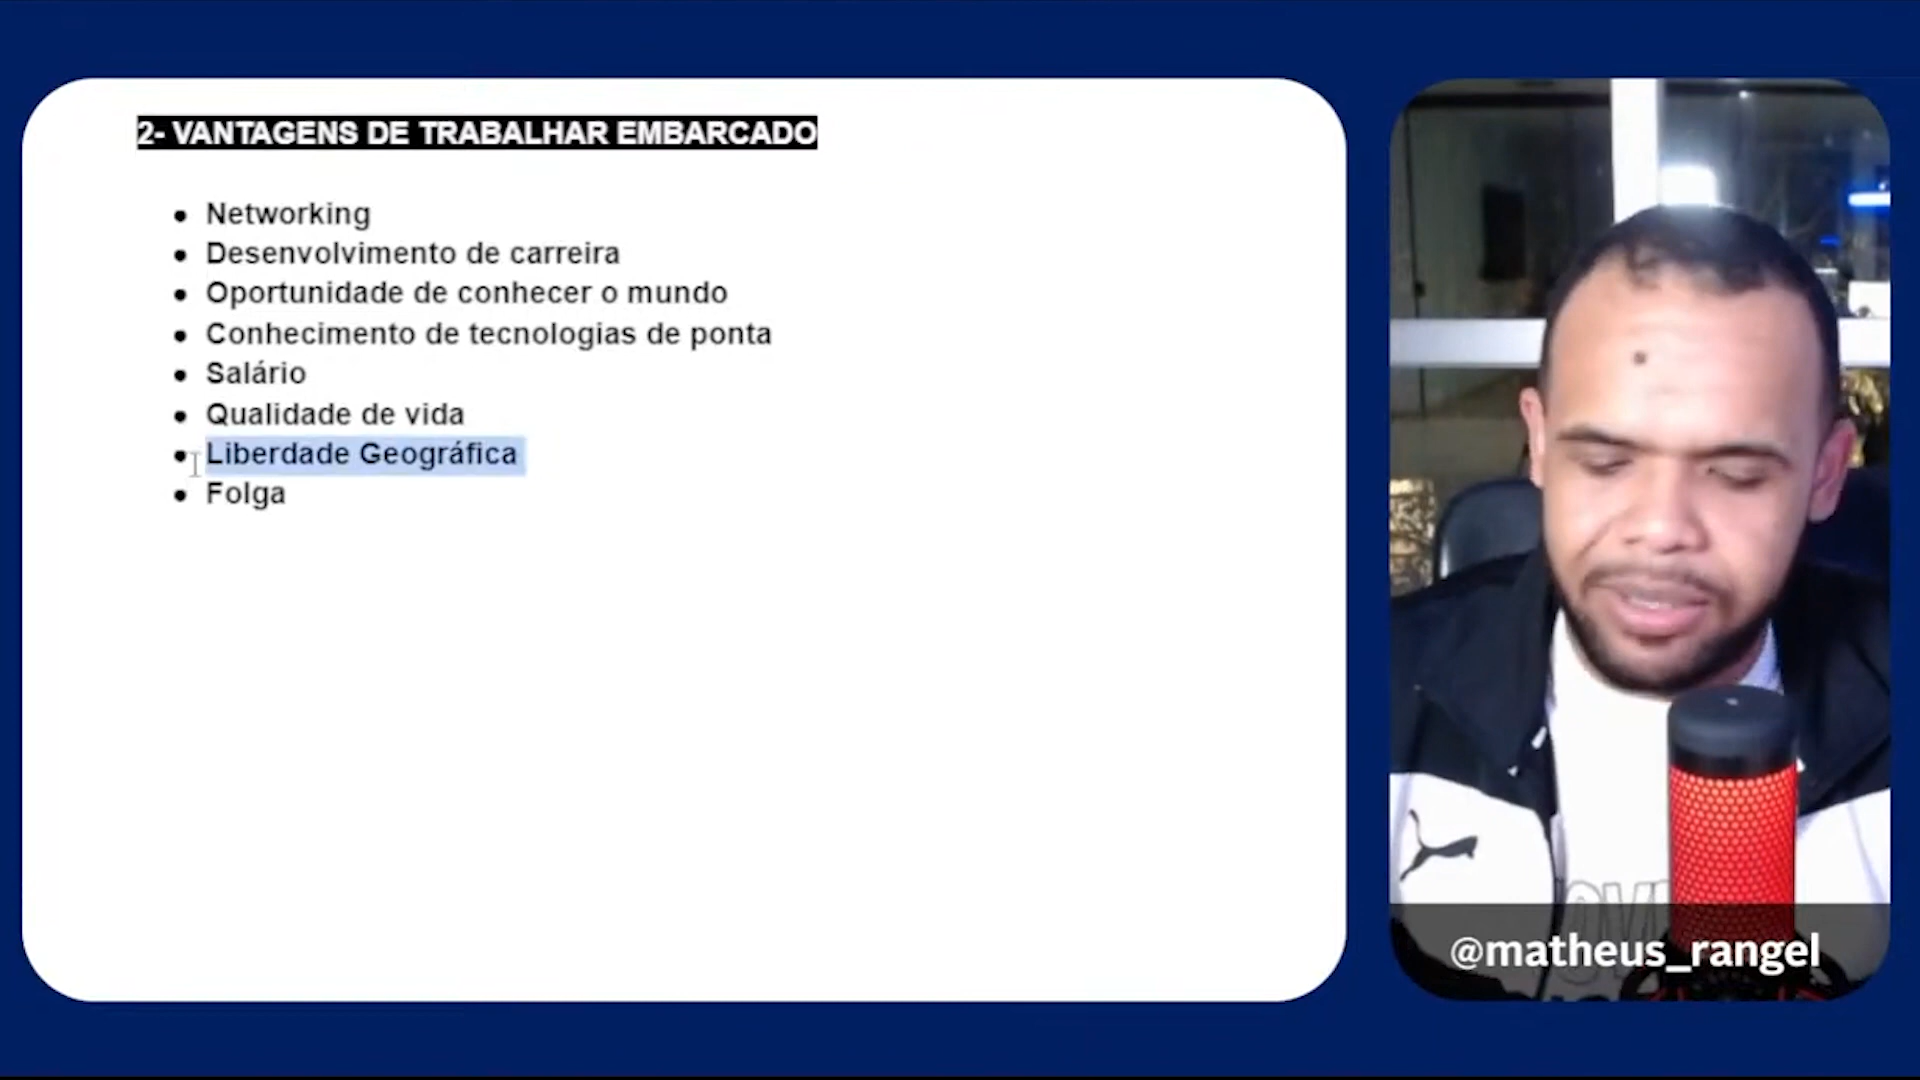 2- VANTAGENS DE TRABALHAR EMBARCADO
• Networking
• Desenvolvimento de carreira
• Oportunidade de conhecer o mundo
• Conhecimento de tecnologias de ponta
• Salário
• Qualidade de vida
• Liberdade Geográfica
• Folga
@matheus_rangel